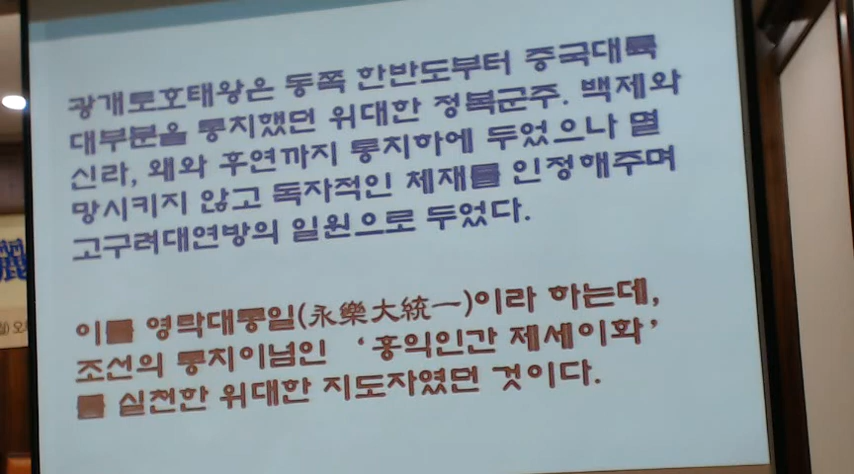 광개토호태왕은 동쪽 한반도부터 중국대륙
대부분을 통치했던 위대한 정복군주. 백제와
신라, 왜와 후연까지 통치하에 두었으나 멸
망시키지 않고 독자적인 체재를 인정해주며
고구려대연방의 일원으로 두었다.
이를 영락대통일(永樂大統一)이라 하는데,
조선의 통치이념인 ‘홍익인간 제세이화’
를 실천한 위대한 지도자였던 것이다.
麗